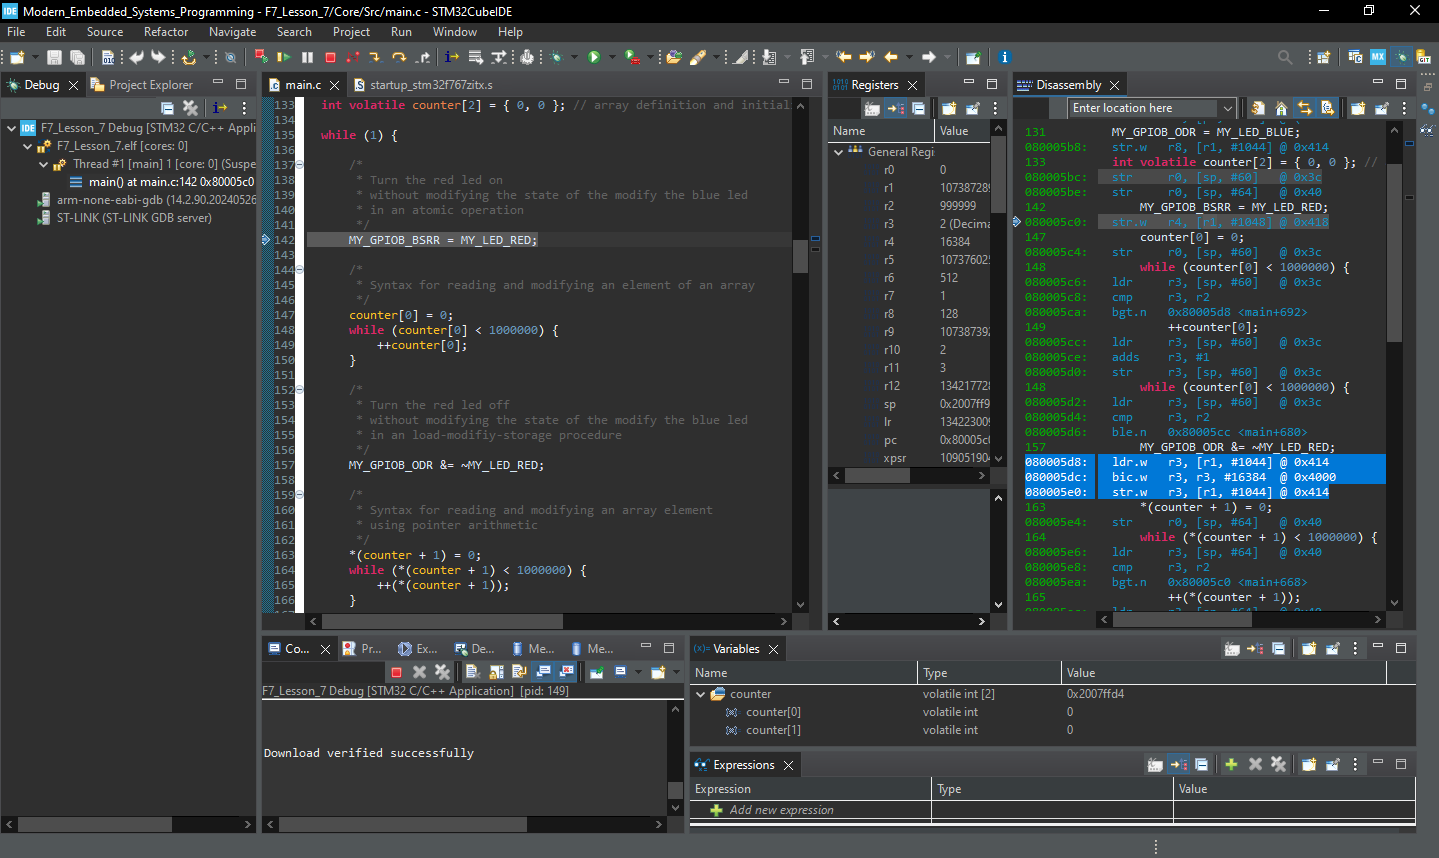 IDE Modern_Embedded_Systems_Programming - F7_Lesson_7/Core/Src/main.c - STM32CubeIDE
File Edit Source Refactor Navigate Search Project Run Window Help
Debug
Project Explorer
F7_Lesson_7 Debug [STM32 C/C++ Appli
F7_Lesson_7.elf [cores: 0]
Thread #1 [main] 1 [core: 0] (Suspe
main() at main.c:142 0x80005c0
arm-none-eabi-gdb (14.2.90.20240526
ST-LINK (ST-LINK GDB server)
main.c
startup_stm32f767zitx.s
133 int volatile counter[2] = { 0, 0 }; // array definition and initial
134
135 while (1) {
136
137 /*
138 * Turn the red led on
139 * without modifying the state of the modify the blue led
140 * in an atomic operation
141 */
142 MY_GPIOB_BSRR = MY_LED_RED;
143
144 /*
145 * Syntax for reading and modifying an element of an array
146 */
147 counter[0] = 0;
148 while (counter[0] < 1000000) {
149 ++counter[0];
150 }
151
152 /*
153 * Turn the red led off
154 * without modifying the state of the modify the blue led
155 * in an load-modifiy-storage procedure
156 */
157 MY_GPIOB_ODR &= ~MY_LED_RED;
158
159 /*
160 * Syntax for reading and modifying an array element
161 * using pointer arithmetic
162 */
163 *(counter + 1) = 0;
164 while (*(counter + 1) < 1000000) {
165 ++(*(counter + 1));
166 }
Registers
Name Value
General Regi
r0 0
r1 107387289
r2 999999
r3 2 (Decima
r4 16384
r5 107376025
r6 512
r7 1
r8 128
r9 107387392
r10 2
r11 3
r12 134217728
sp 0x2007ff9
lr 134223009
pc 0x80005c0
xpsr 109051904
Disassembly
Enter location here
131 MY_GPIOB_ODR = MY_LED_BLUE;
080005b8: str.w r8, [r1, #1044] @ 0x414
133 int volatile counter[2] = { 0, 0 }; //
080005bc: str r0, [sp, #60] @ 0x3c
080005be: str r0, [sp, #64] @ 0x40
142 MY_GPIOB_BSRR = MY_LED_RED;
080005c0: str.w r4, [r1, #1048] @ 0x418
147 counter[0] = 0;
080005c4: str r0, [sp, #60] @ 0x3c
148 while (counter[0] < 1000000) {
080005c6: ldr r3, [sp, #60] @ 0x3c
080005c8: cmp r3, r2
080005ca: bgt.n 0x80005d8 <main+692>
149 ++counter[0];
080005cc: ldr r3, [sp, #60] @ 0x3c
080005ce: adds r3, #1
080005d0: str r3, [sp, #60] @ 0x3c
148 while (counter[0] < 1000000) {
080005d2: ldr r3, [sp, #60] @ 0x3c
080005d4: cmp r3, r2
080005d6: ble.n 0x80005cc <main+680>
157 MY_GPIOB_ODR &= ~MY_LED_RED;
080005d8: ldr.w r3, [r1, #1044] @ 0x414
080005dc: bic.w r3, r3, #16384 @ 0x4000
080005e0: str.w r3, [r1, #1044] @ 0x414
163 *(counter + 1) = 0;
080005e4: str r0, [sp, #64] @ 0x40
164 while (*(counter + 1) < 1000000) {
080005e6: ldr r3, [sp, #64] @ 0x40
080005e8: cmp r3, r2
080005ea: bgt.n 0x80005c0 <main+668>
165 ++(*(counter + 1));
Co... Pr... Ex... De... Me... Me...
F7_Lesson_7 Debug [STM32 C/C++ Application] [pid: 149]
Download verified successfully
Variables
Name Type Value
counter volatile int [2] 0x2007ffd4
counter[0] volatile int 0
counter[1] volatile int 0
Expressions
Expression Type Value
Add new expression